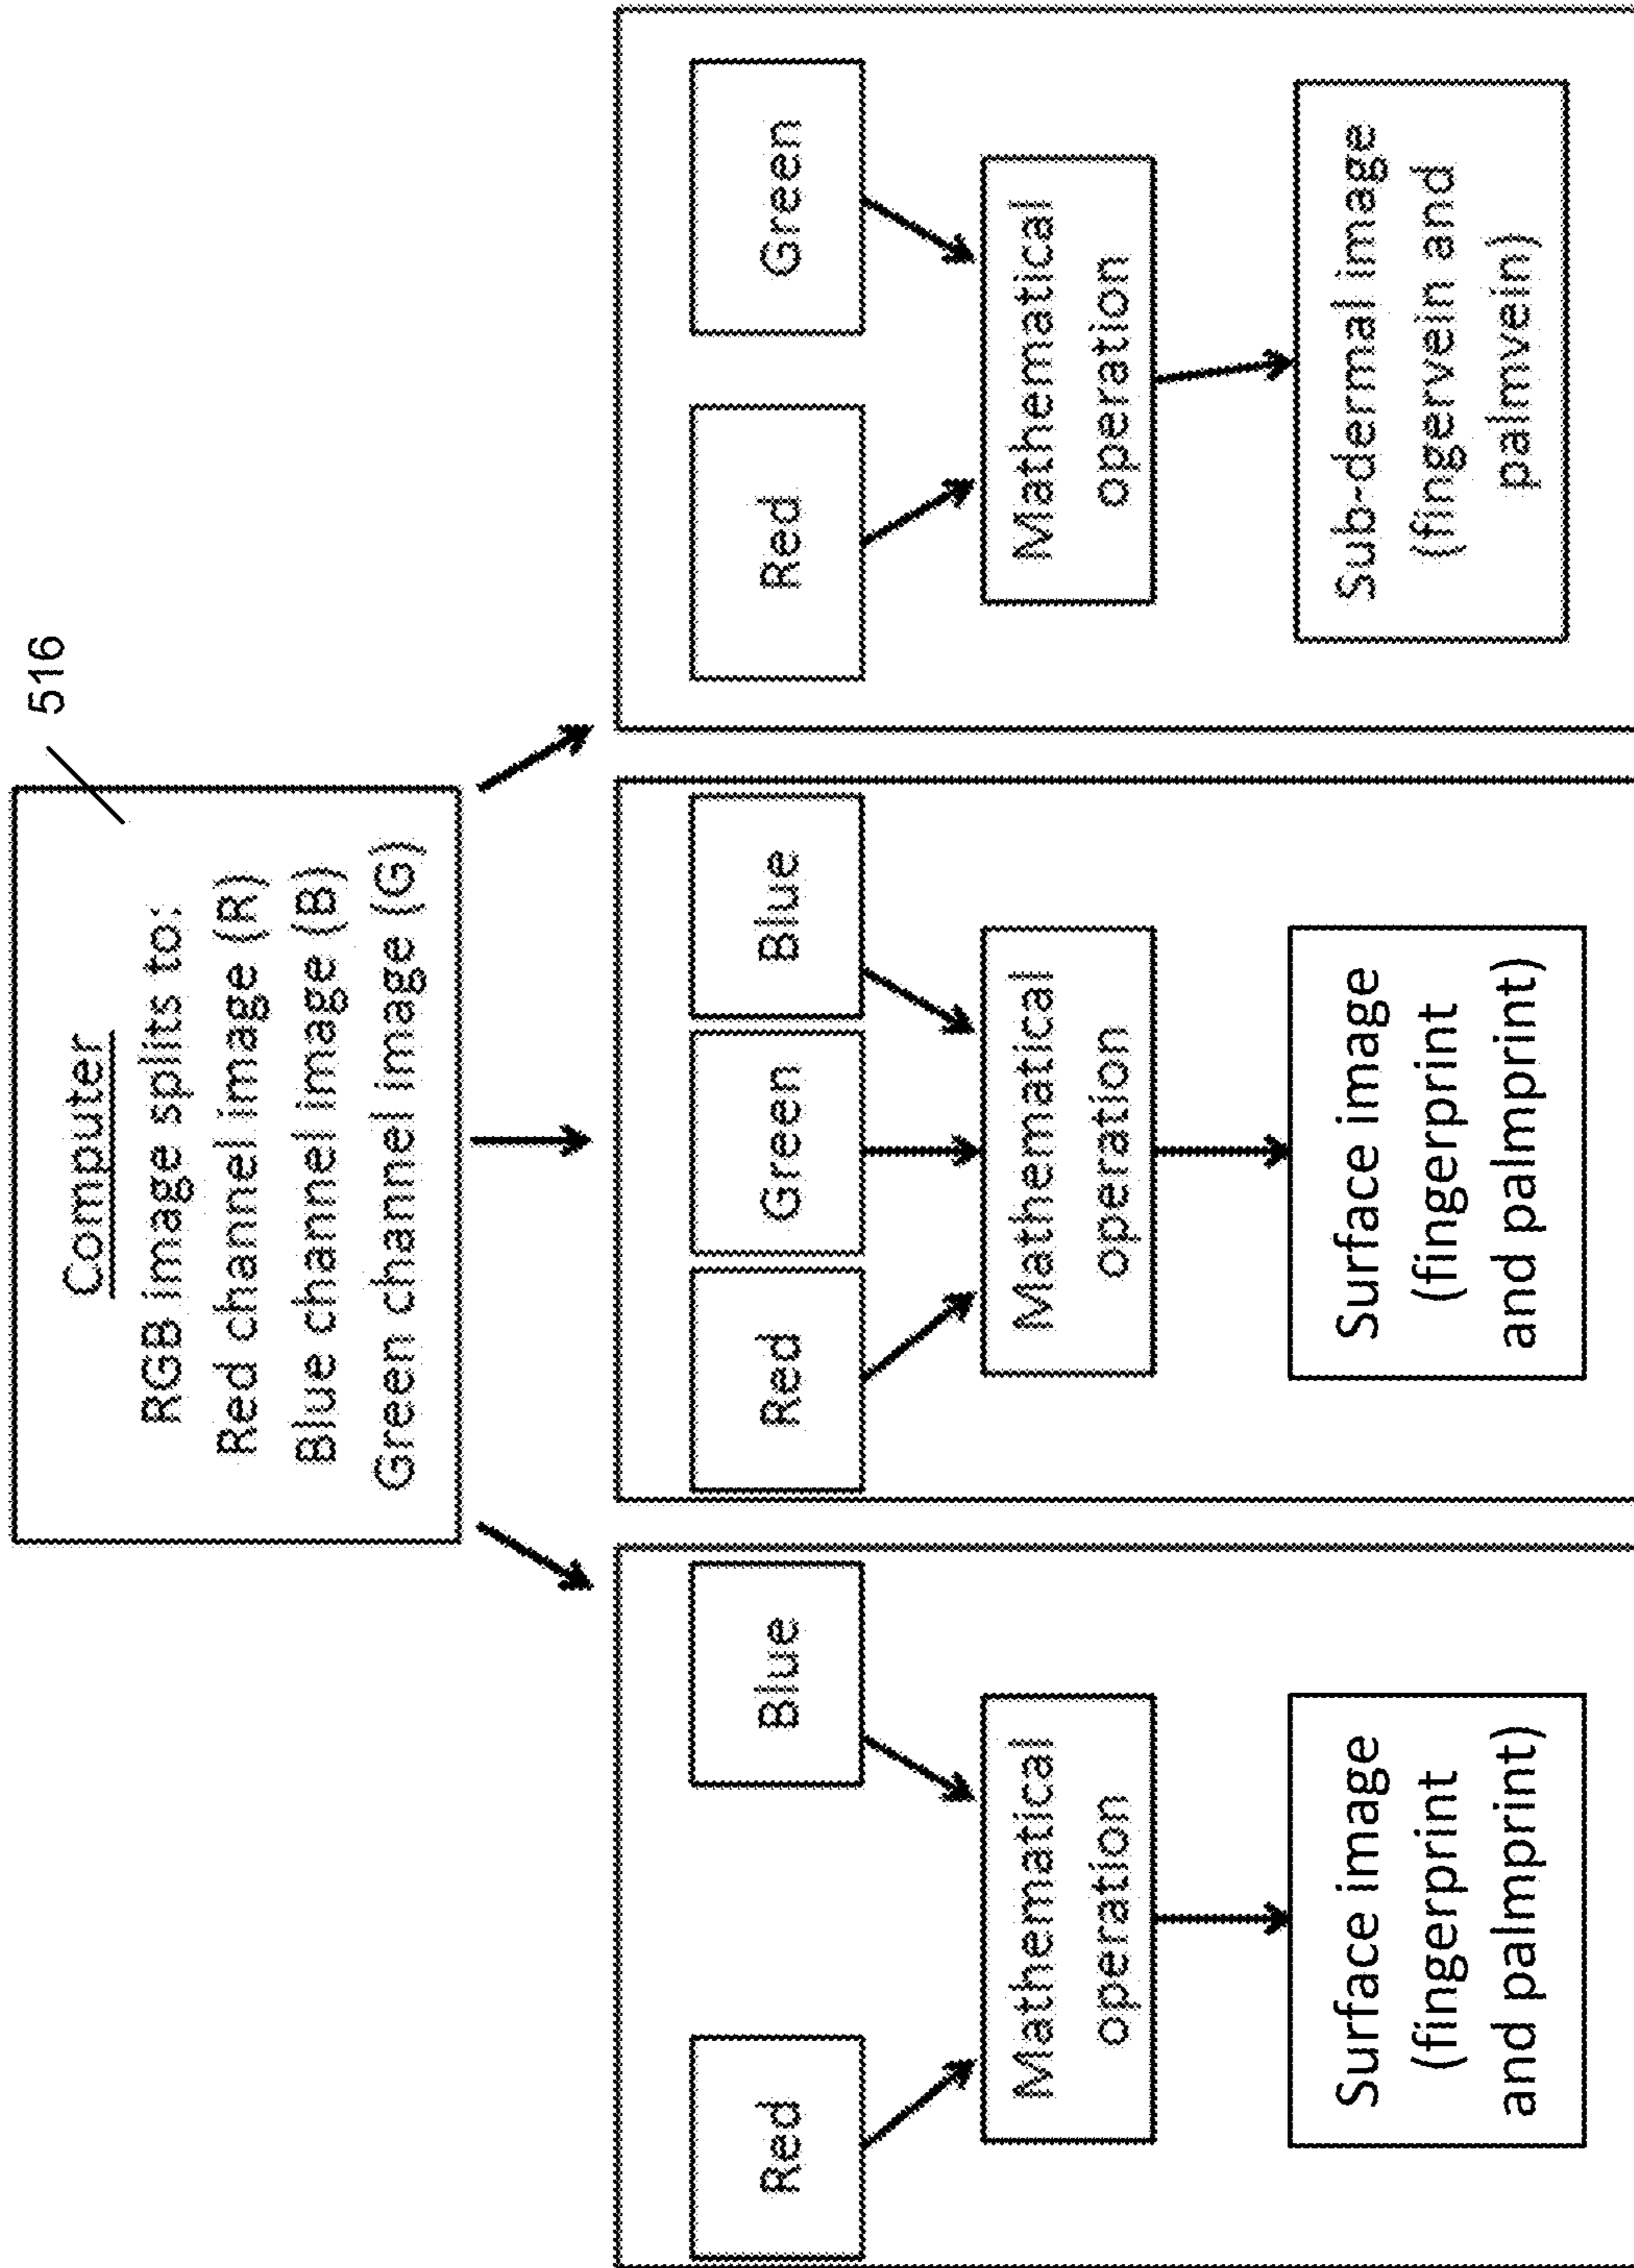 516
Computer
RGB image splits to:
Red channel image (R)
Blue channel image (B)
Green channel image (G)
Red
Blue
Mathematical
operation
Surface image
(fingerprint
and palmprint)
Red
Green
Blue
Mathematical
operation
Surface image
(fingerprint
and palmprint)
Red
Green
Mathematical
operation
Sub-dermal image
(fingervein and
palmvein)